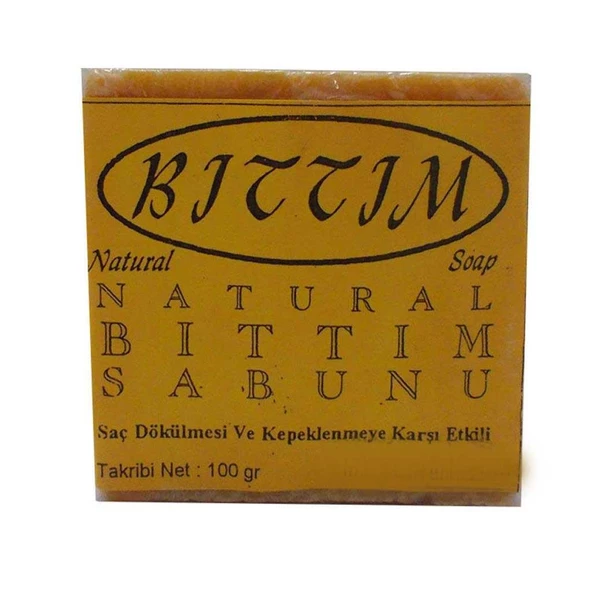 BITTIM
Natural Soap
NATURAL
BITTIM
SABUNU
Saç Dökülmesi Ve Kepeklenmeye Karşı Etkili
Takribi Net : 100 gr